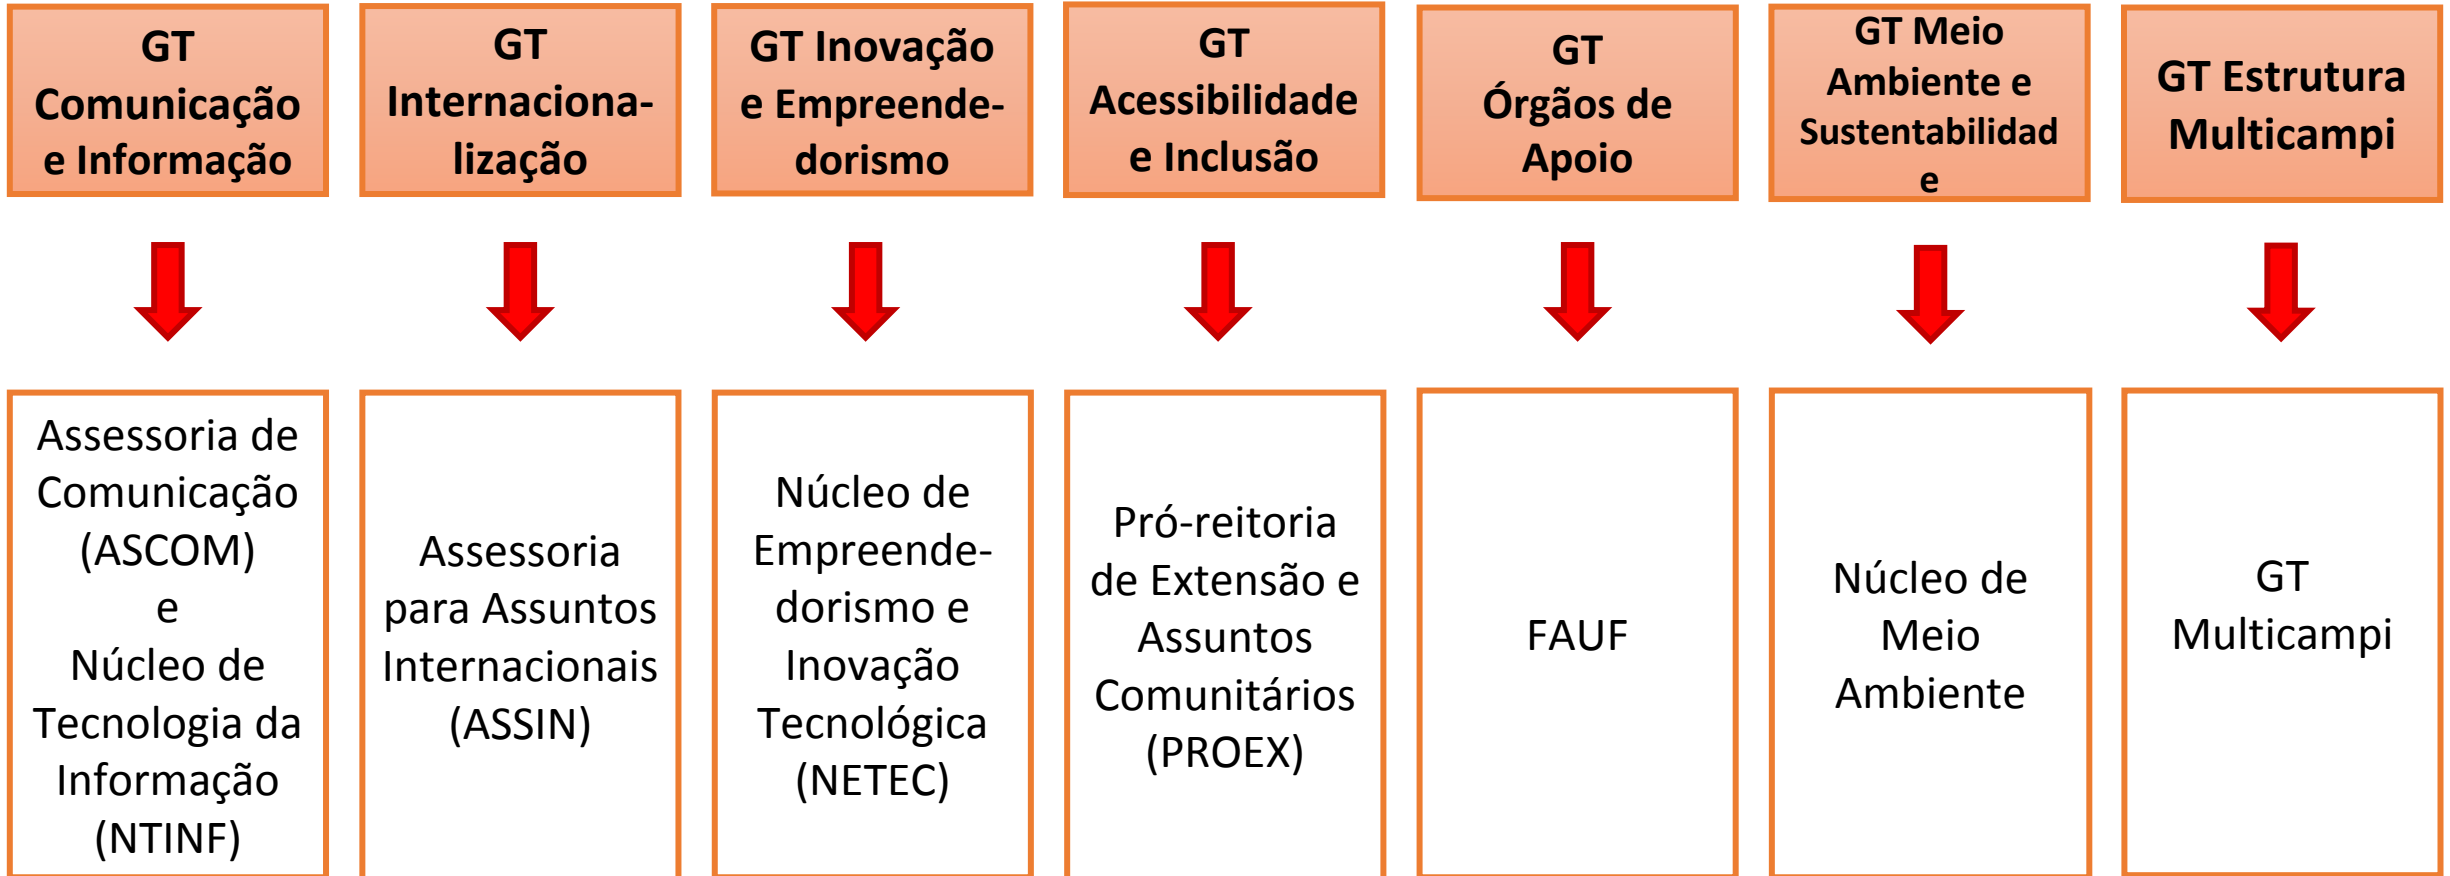 GT
Comunicação
e Informação
GT
Internaciona-
lização
GT Inovação
e Empreende-
dorismo
GT
Acessibilidade
e Inclusão
GT
Órgãos de
Apoio
GT Meio
Ambiente e
Sustentabilidad
e
GT Estrutura
Multicampi
Assessoria de
Comunicação
(ASCOM)
e
Núcleo de
Tecnologia da
Informação
(NTINF)
Assessoria
para Assuntos
Internacionais
(ASSIN)
Núcleo de
Empreende-
dorismo e
Inovação
Tecnológica
(NETEC)
Pró-reitoria
de Extensão e
Assuntos
Comunitários
(PROEX)
FAUF
Núcleo de
Meio
Ambiente
GT
Multicampi